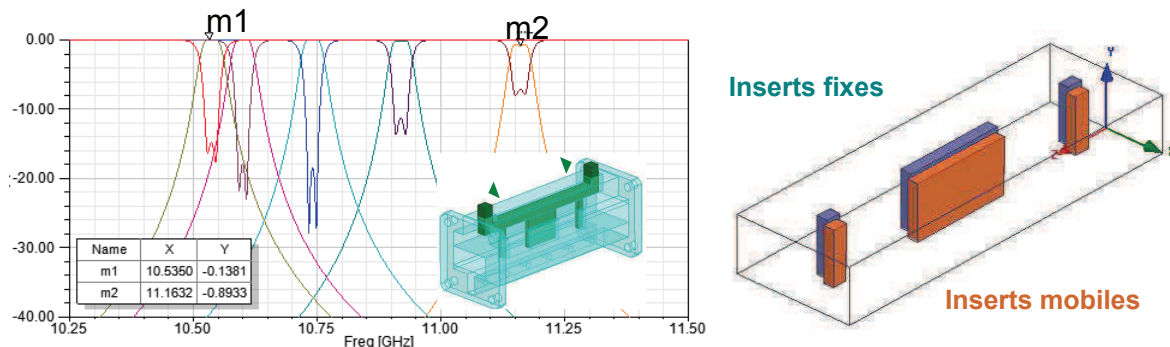 m1
m2
0.00
-10.00
-20.00
-30.00
-40.00
Name X Y
m1 10.5350 -0.1381
m2 11.1632 -0.8933
10.25 10.50 10.75 11.00 11.25 11.50
Freq [GHz]
Inserts fixes
Y
Z
Inserts mobiles